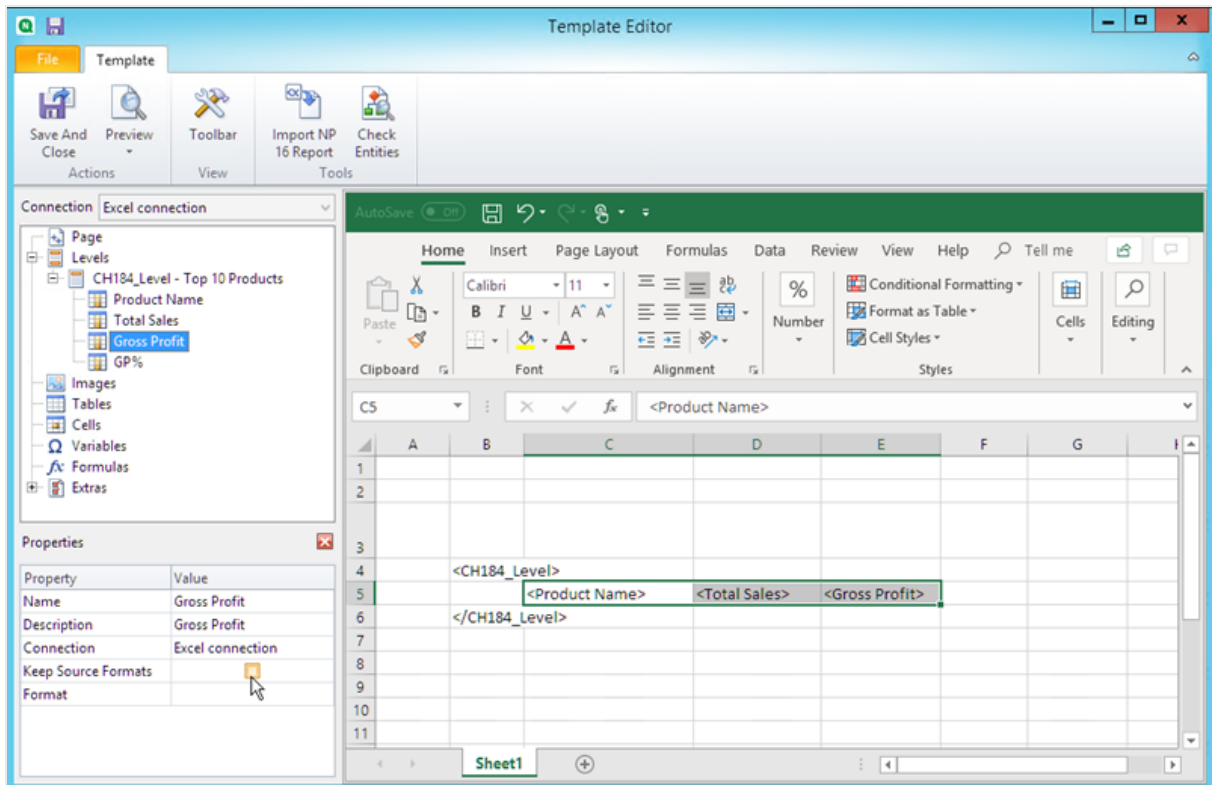 Template Editor
File Template
Save And Close
Preview
Toolbar
Import NP 16 Report
Check Entities
Actions View Tools
Connection Excel connection
Page
Levels
CH184_Level - Top 10 Products
Product Name
Total Sales
Gross Profit
GP%
Images
Tables
Cells
Ω Variables
fx Formulas
Extras
Properties
Property Value
Name Gross Profit
Description Gross Profit
Connection Excel connection
Keep Source Formats
Format
AutoSave Off
Home Insert Page Layout Formulas Data Review View Help Tell me
Paste
Calibri 11
B I U A A
A
ab
%
Number
Conditional Formatting
Format as Table
Cell Styles
Cells
Editing
Clipboard Font Alignment Styles
C5 fx <Product Name>
A B C D E F G
1
2
3
4 <CH184_Level>
5 <Product Name> <Total Sales> <Gross Profit>
6 </CH184_Level>
7
8
9
10
11
Sheet1